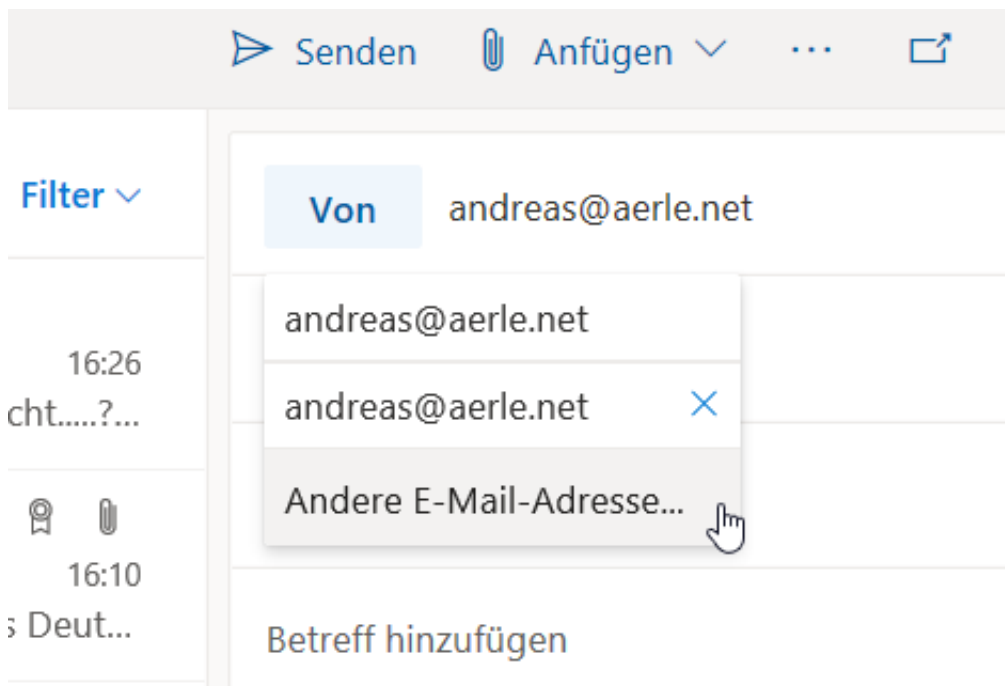 Senden Anfügen ...
Filter
Von andreas@aerle.net
andreas@aerle.net
16:26
andreas@aerle.net
cht.....?...
Andere E-Mail-Adresse...
16:10
s Deut...
Betreff hinzufügen